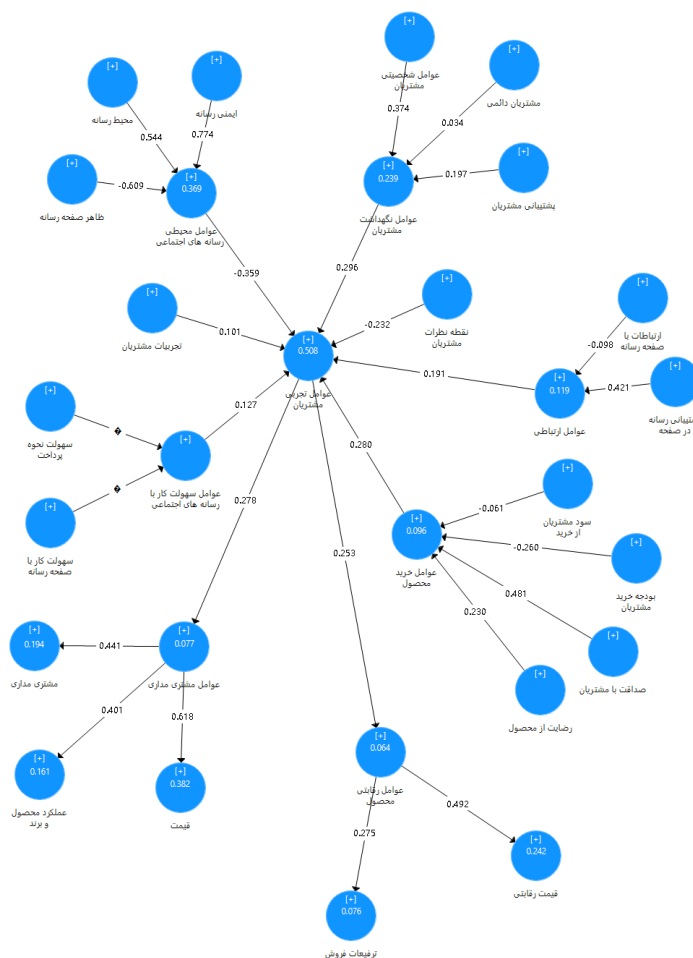 [+]
عوامل شخصیتی
مشتریان
[+]
مشتریان دائمی
[+]
ایمنی رسانه
[+]
محیط رسانه
0.374
0.034
0.544
0.774
[+]
ظاهر صفحه رسانه
-0.609
[+]
0.369
عوامل محیطی
رسانه های اجتماعی
[+]
0.239
عوامل نگهداشت
مشتریان
0.197
[+]
پشتیبانی مشتریان
-0.359
0.296
[+]
تجربیات مشتریان
0.101
[+]
نقطه نظرات
مشتریان
-0.232
[+]
ارتباطات با
صفحه رسانه
-0.098
[+]
0.508
عوامل تجربی
مشتریان
0.191
[+]
0.119
عوامل ارتباطی
0.421
[+]
در صفحه
[+]
سهولت نحوه
پرداخت
�
0.127
[+]
عوامل سهولت کار با
رسانه های اجتماعی
�
[+]
سهولت کار با
صفحه رسانه
0.280
0.278
0.253
[+]
سود مشتریان
از خرید
-0.061
[+]
0.096
عوامل خرید
محصول
-0.260
[+]
بودجه خرید
مشتریان
0.481
[+]
صداقت با مشتریان
0.230
[+]
رضایت از محصول
[+]
0.194
مشتری مداری
0.441
[+]
0.077
عوامل مشتری مداری
0.401
0.618
[+]
0.161
عملکرد محصول
و برند
[+]
0.382
قیمت
[+]
0.064
عوامل رقابتی
محصول
0.275
0.492
[+]
0.242
قیمت رقابتی
[+]
0.076
ترفیعات فروش